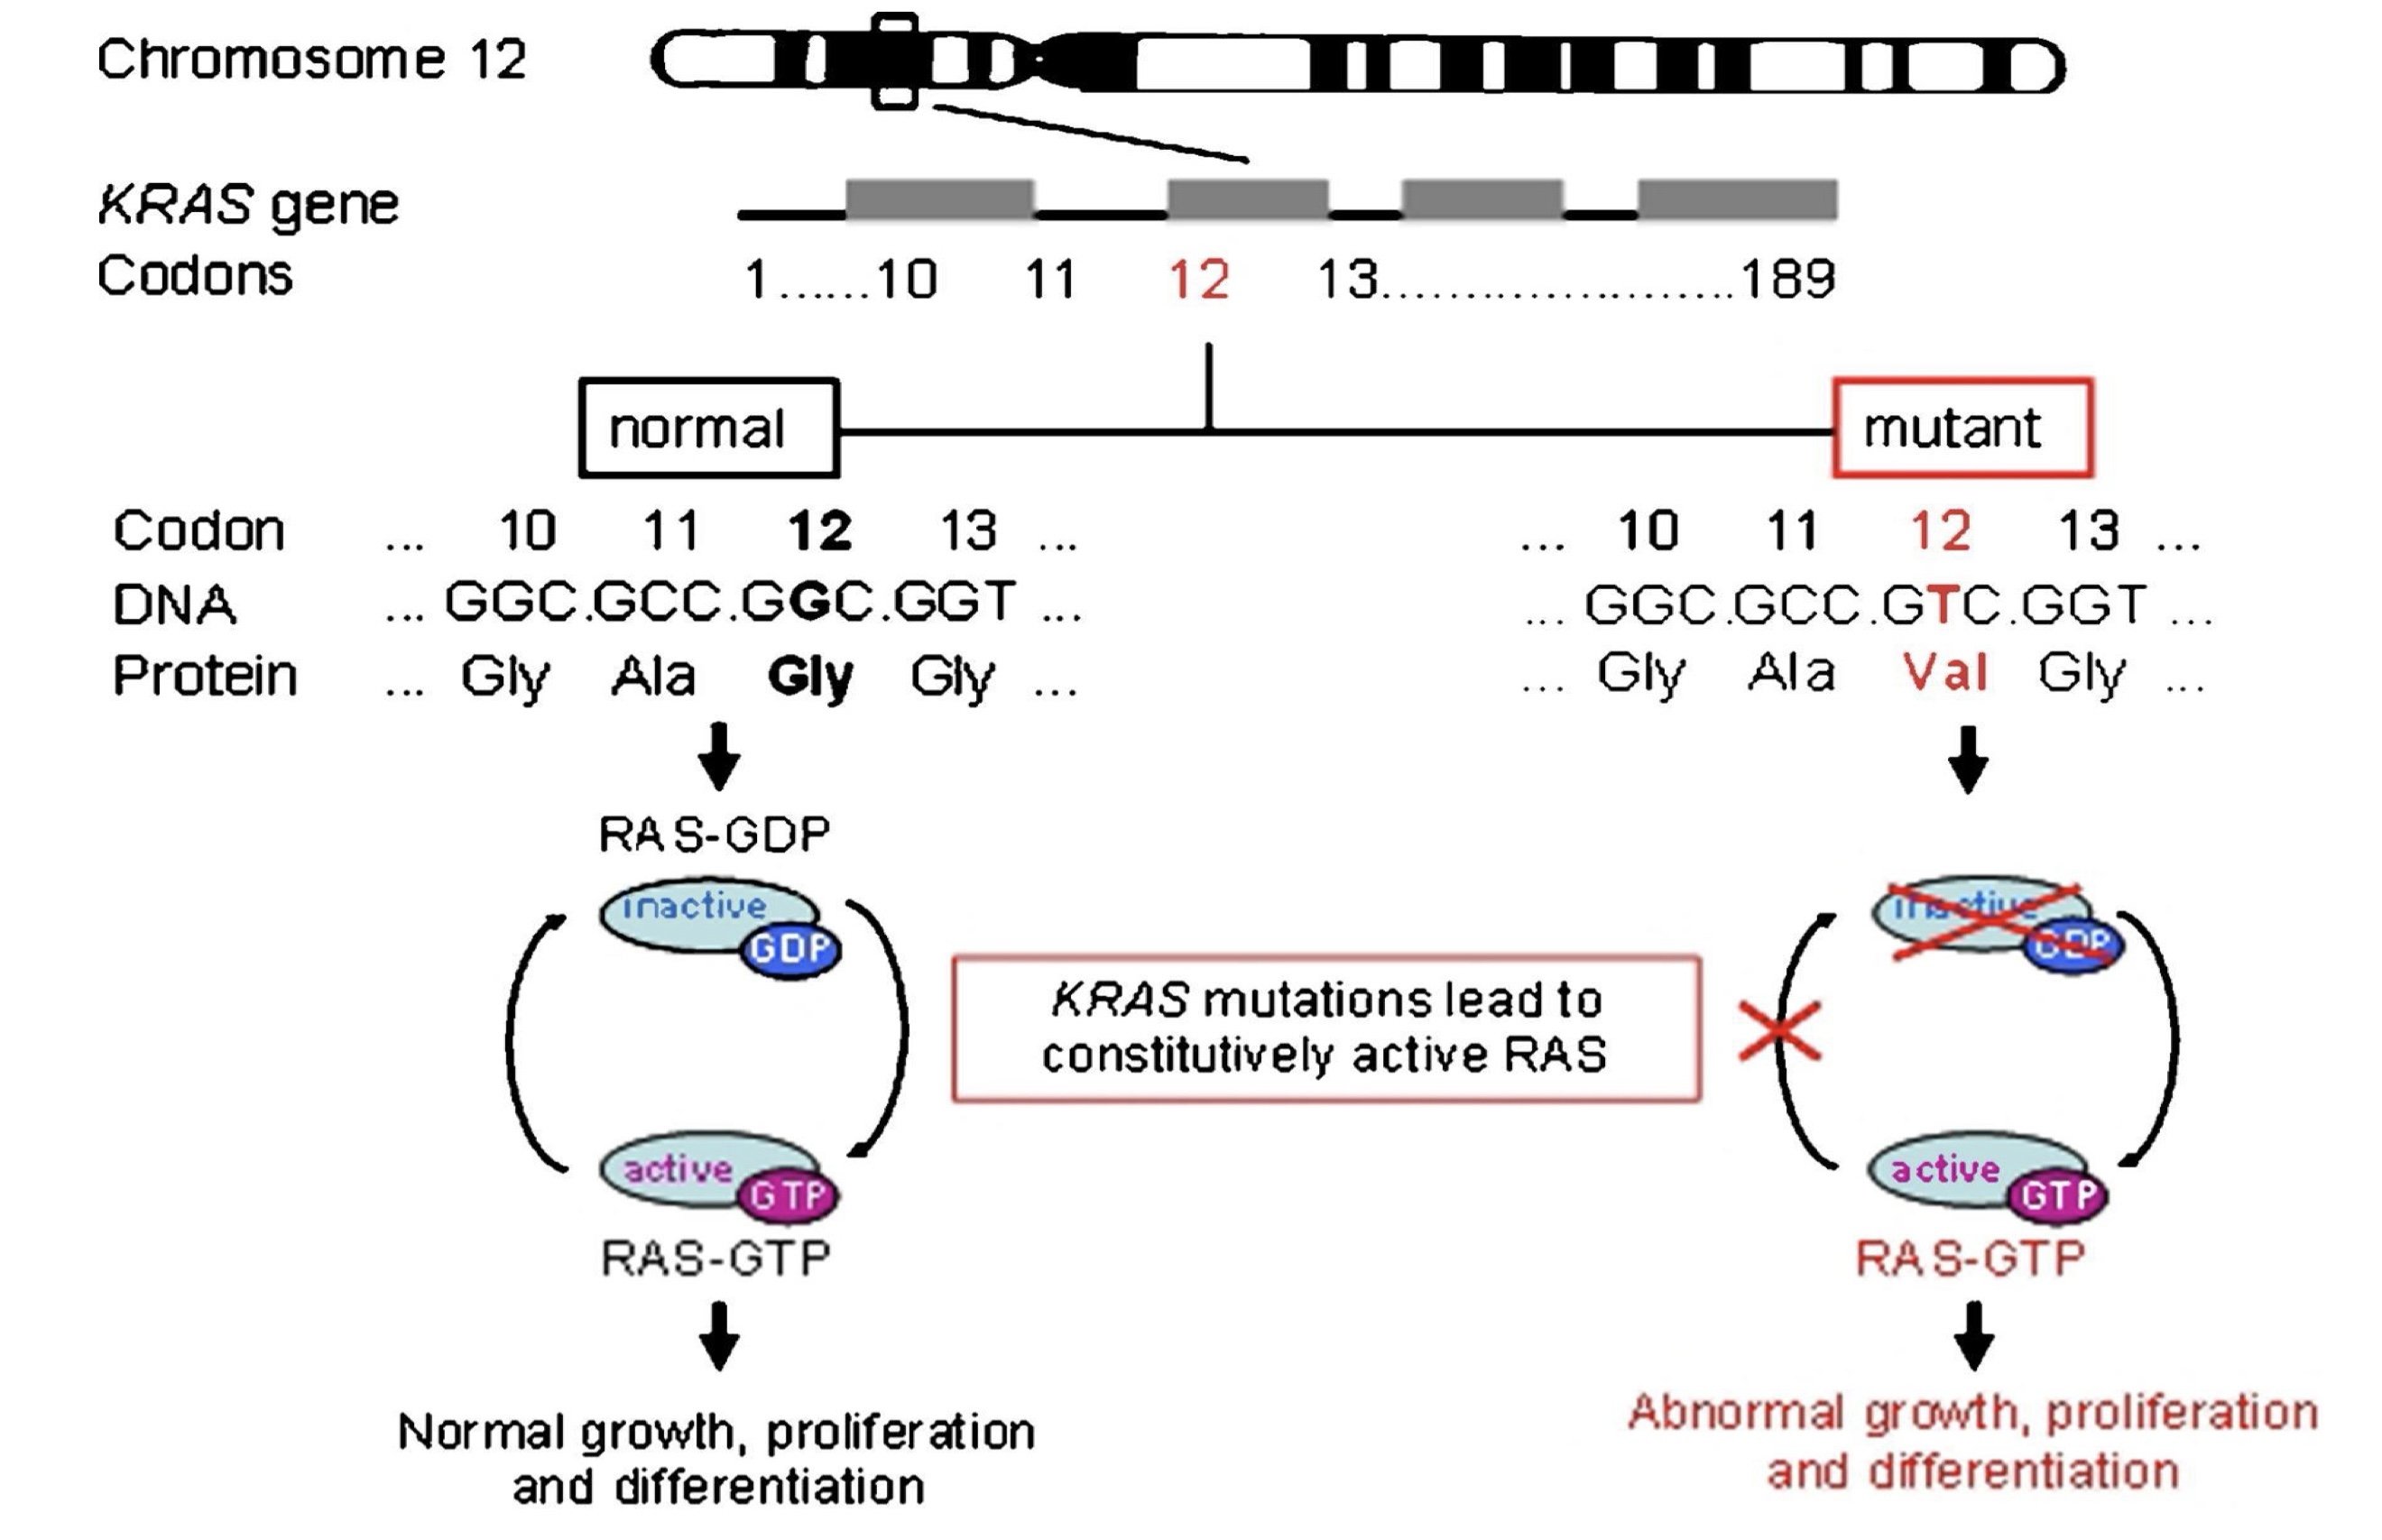 Chromosome 12
KRAS gene
Codons 1......10 11 12 13..........................189
normal mutant
Codon ... 10 11 12 13 ... ... 10 11 12 13 ...
DNA ... GGC.GCC.GGC.GGT ... ... GGC.GCC.GTC.GGT ...
Protein ... Gly Ala Gly Gly ... ... Gly Ala Val Gly ...
RAS-GDP
inactive inactive
GDP GDP
KRAS mutations lead to
constitutively active RAS
active active
GTP GTP
RAS-GTP RAS-GTP
Normal growth, proliferation
and differentiation
Abnormal growth, proliferation
and differentiation